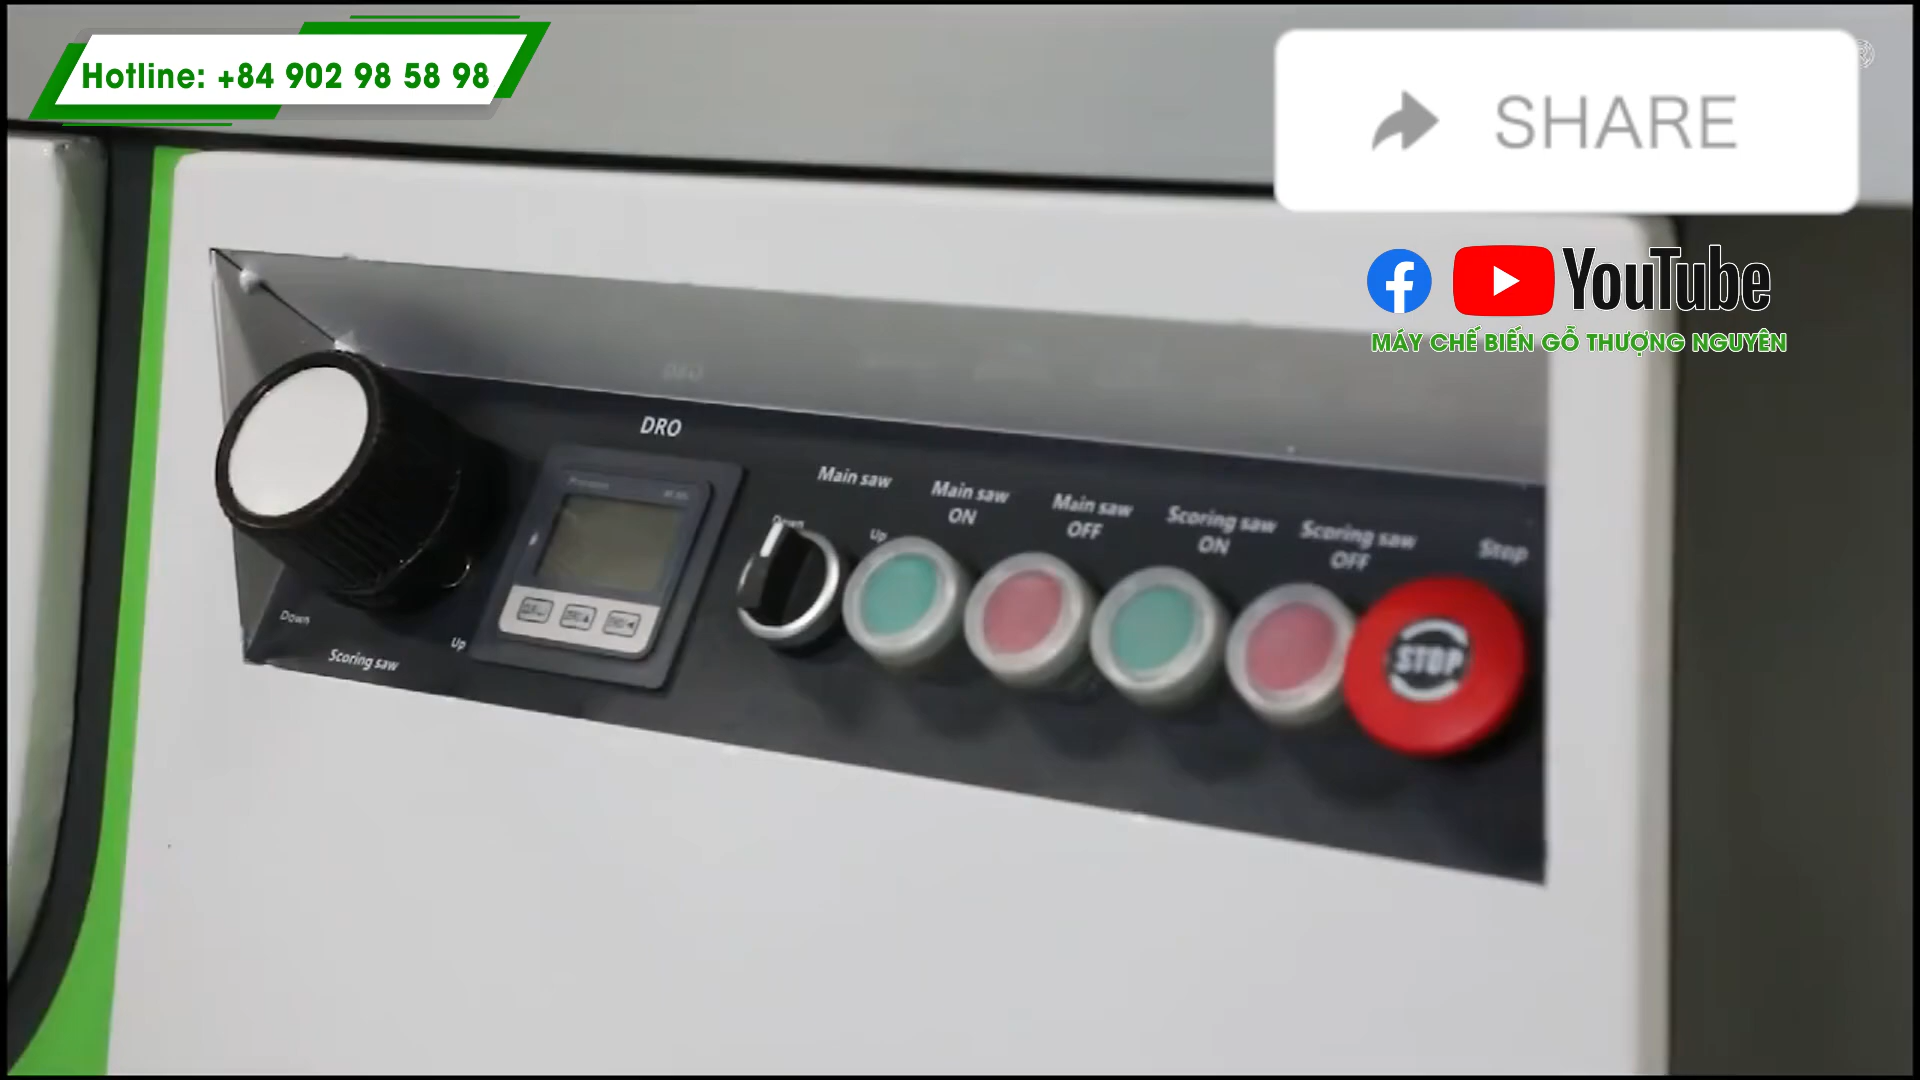 Hotline: +84 902 98 58 98
SHARE
YouTube
MÁY CHẾ BIẾN GỖ THƯỢNG NGUYÊN
DRO
Main saw
Down
Up
Main saw
ON
Main saw
OFF
Scoring saw
ON
Scoring saw
OFF
Stop
STOP
Down
Up
Scoring saw